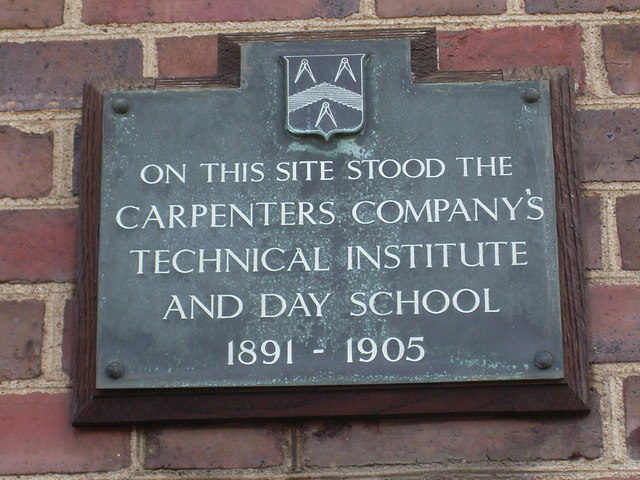 ON THIS SITE STOOD THE
CARPENTERS COMPANY'S
TECHNICAL INSTITUTE
AND DAY SCHOOL
1891 - 1905